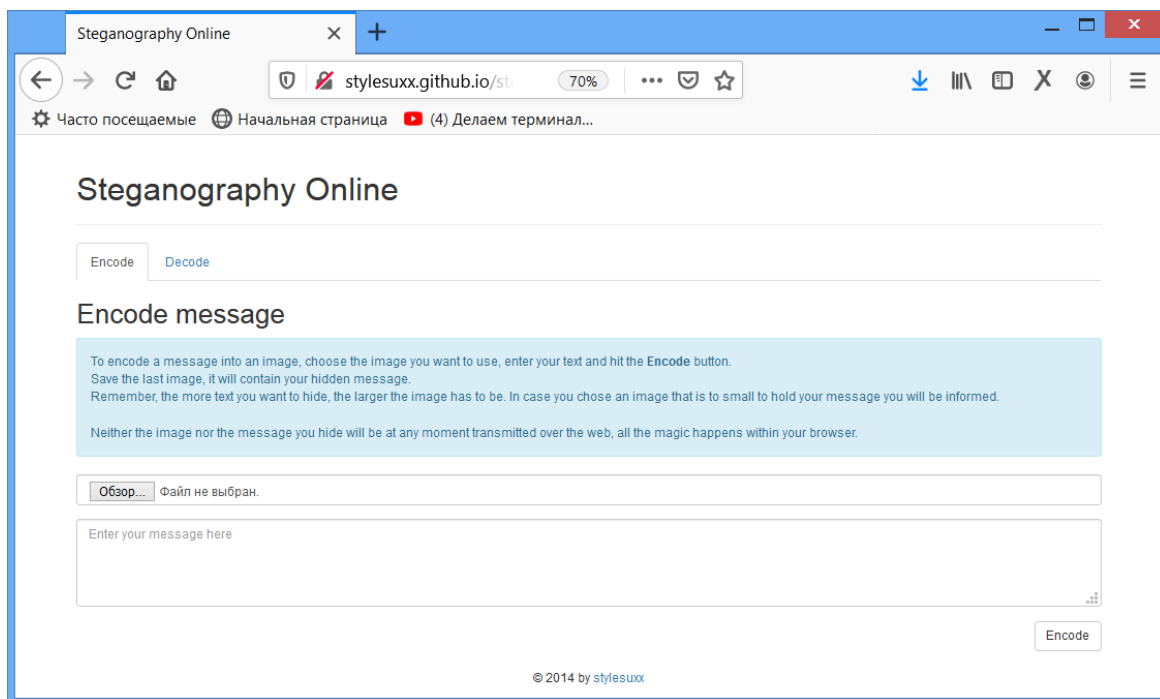 Steganography Online
stylesuxx.github.io/st
70%
Часто посещаемые Начальная страница (4) Делаем терминал...
Steganography Online
Encode Decode
Encode message
To encode a message into an image, choose the image you want to use, enter your text and hit the Encode button.
Save the last image, it will contain your hidden message.
Remember, the more text you want to hide, the larger the image has to be. In case you chose an image that is to small to hold your message you will be informed.
Neither the image nor the message you hide will be at any moment transmitted over the web, all the magic happens within your browser.
Обзор... Файл не выбран.
Enter your message here
Encode
© 2014 by stylesuxx